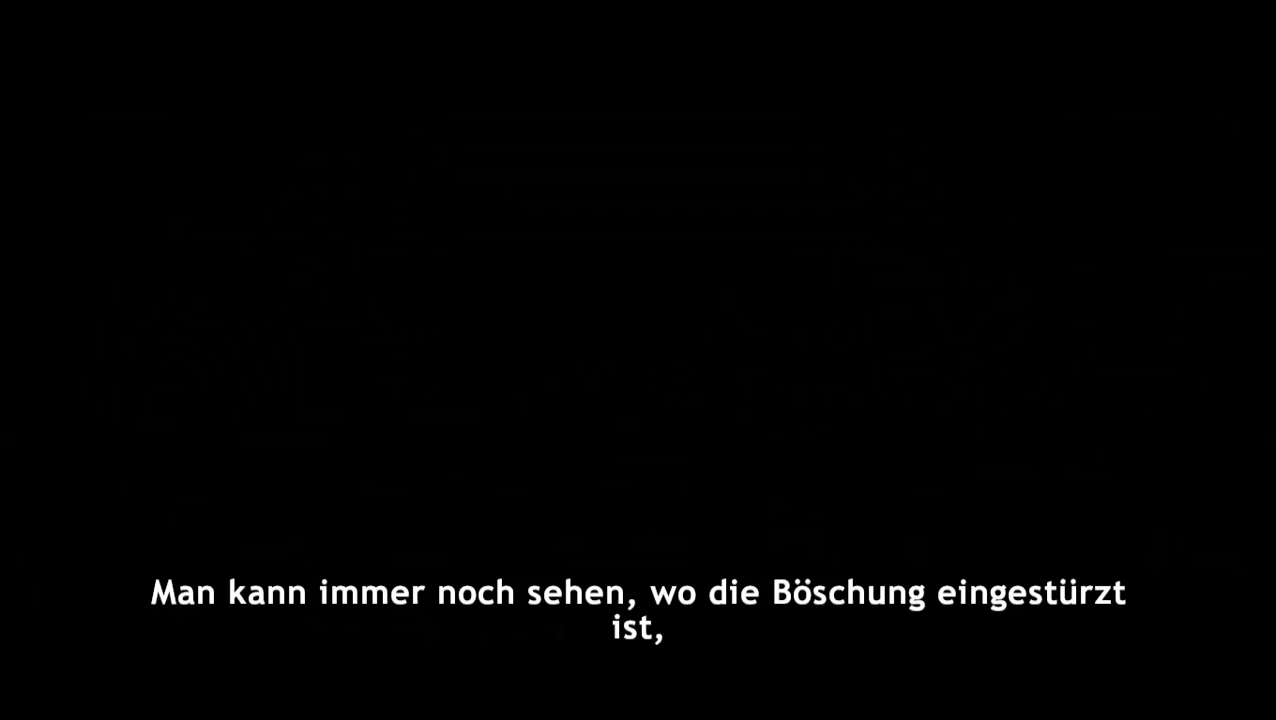 Man kann immer noch sehen, wo die Böschung eingestürzt
ist,